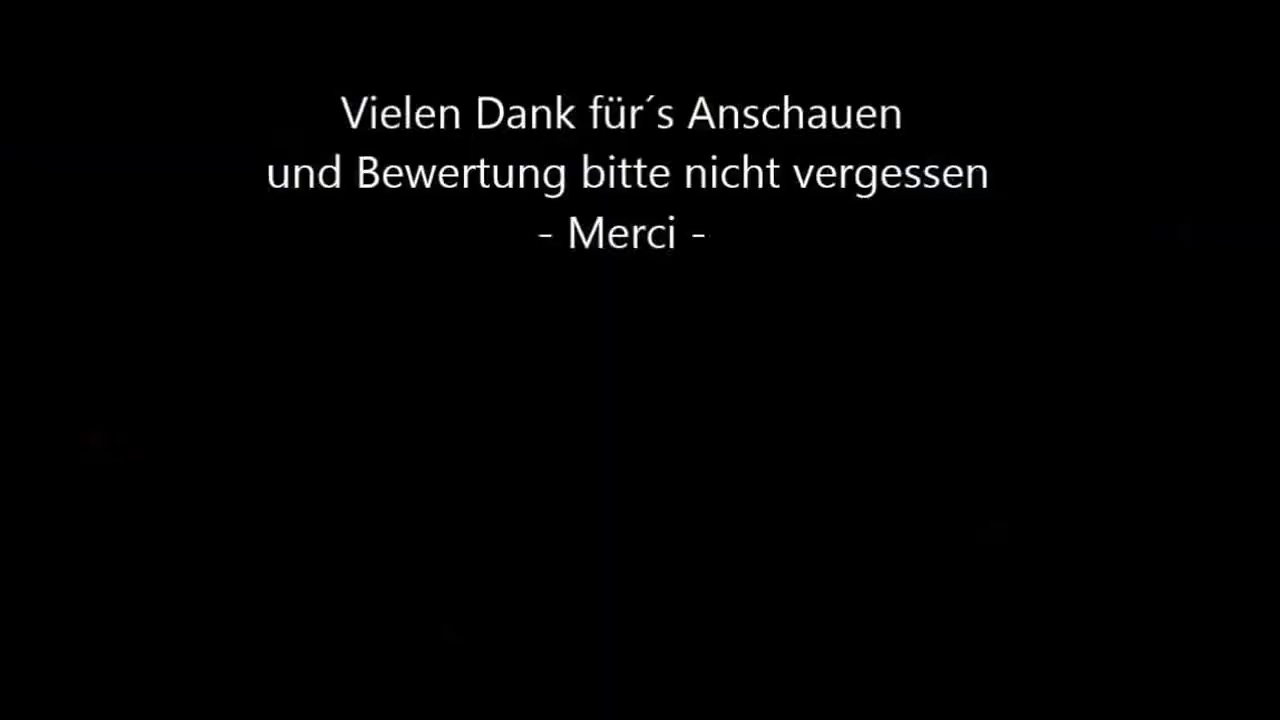 Vielen Dank für´s Anschauen
und Bewertung bitte nicht vergessen
- Merci -